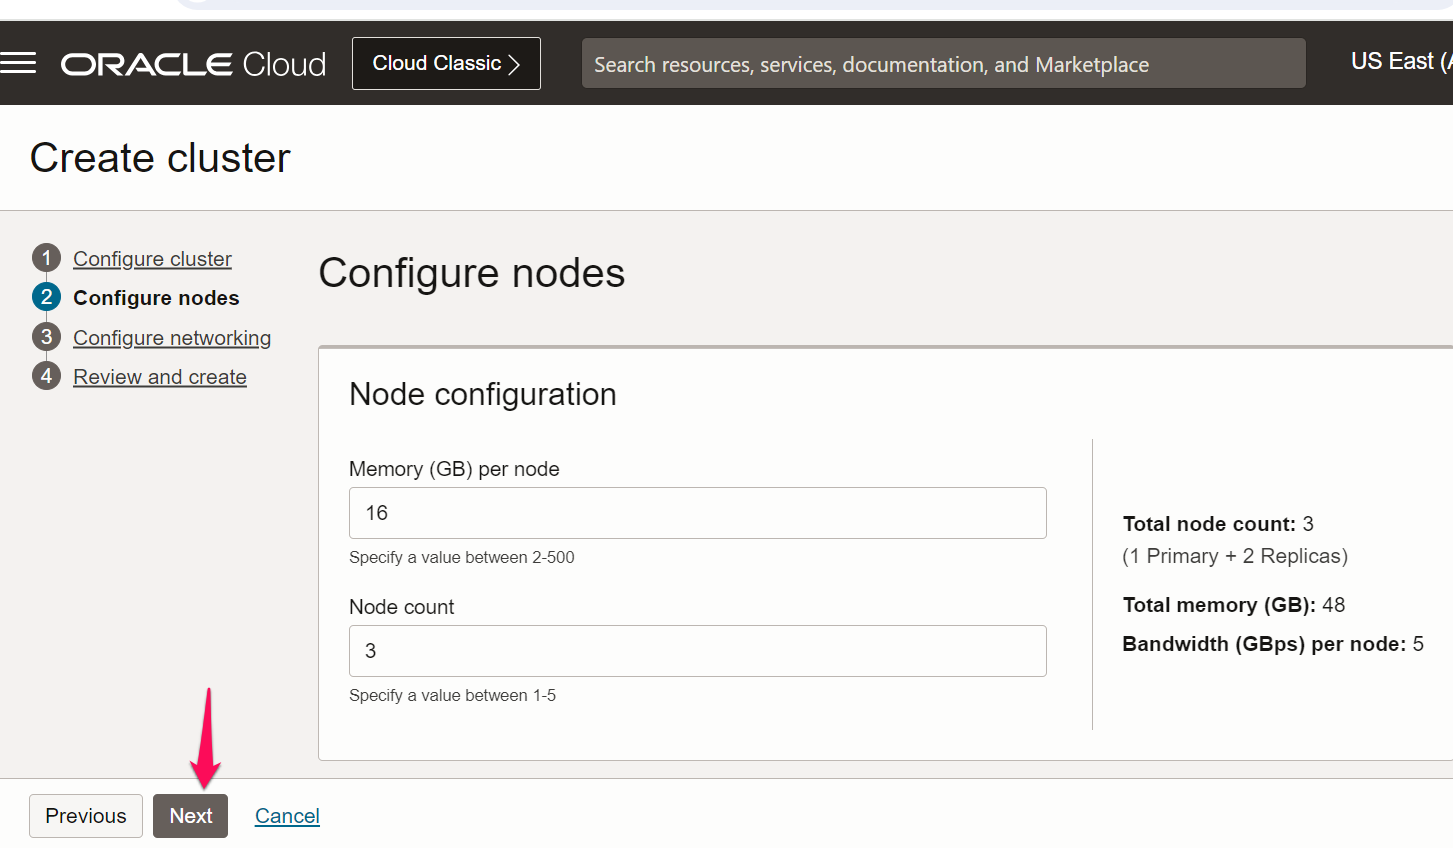 ORACLE Cloud
Cloud Classic
Search resources, services, documentation, and Marketplace
US East (
Create cluster
1 Configure cluster
2 Configure nodes
3 Configure networking
4 Review and create
Configure nodes
Node configuration
Memory (GB) per node
16
Specify a value between 2-500
Node count
3
Specify a value between 1-5
Total node count: 3
(1 Primary + 2 Replicas)
Total memory (GB): 48
Bandwidth (GBps) per node: 5
Previous
Next
Cancel